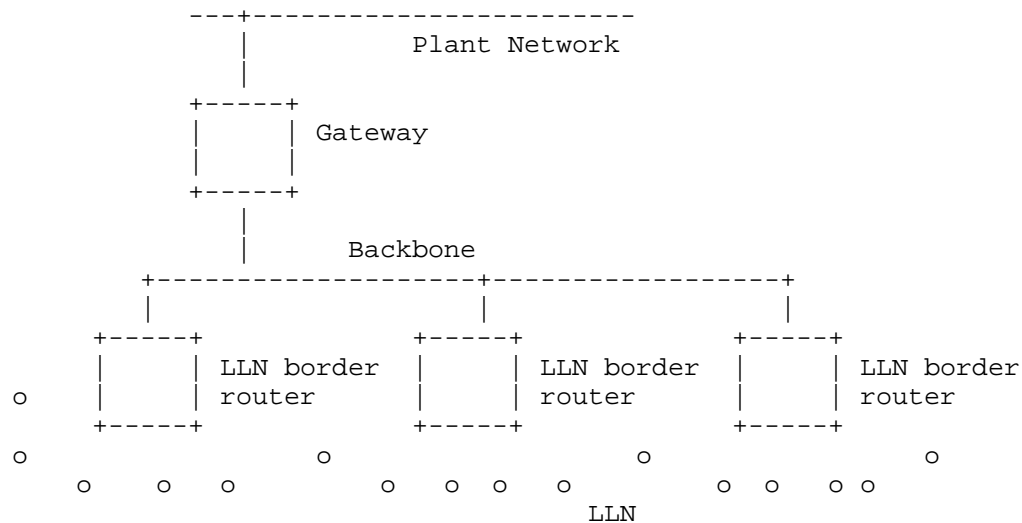 Plant Network
Gateway
Backbone
LLN border LLN border LLN border
router router router
LLN